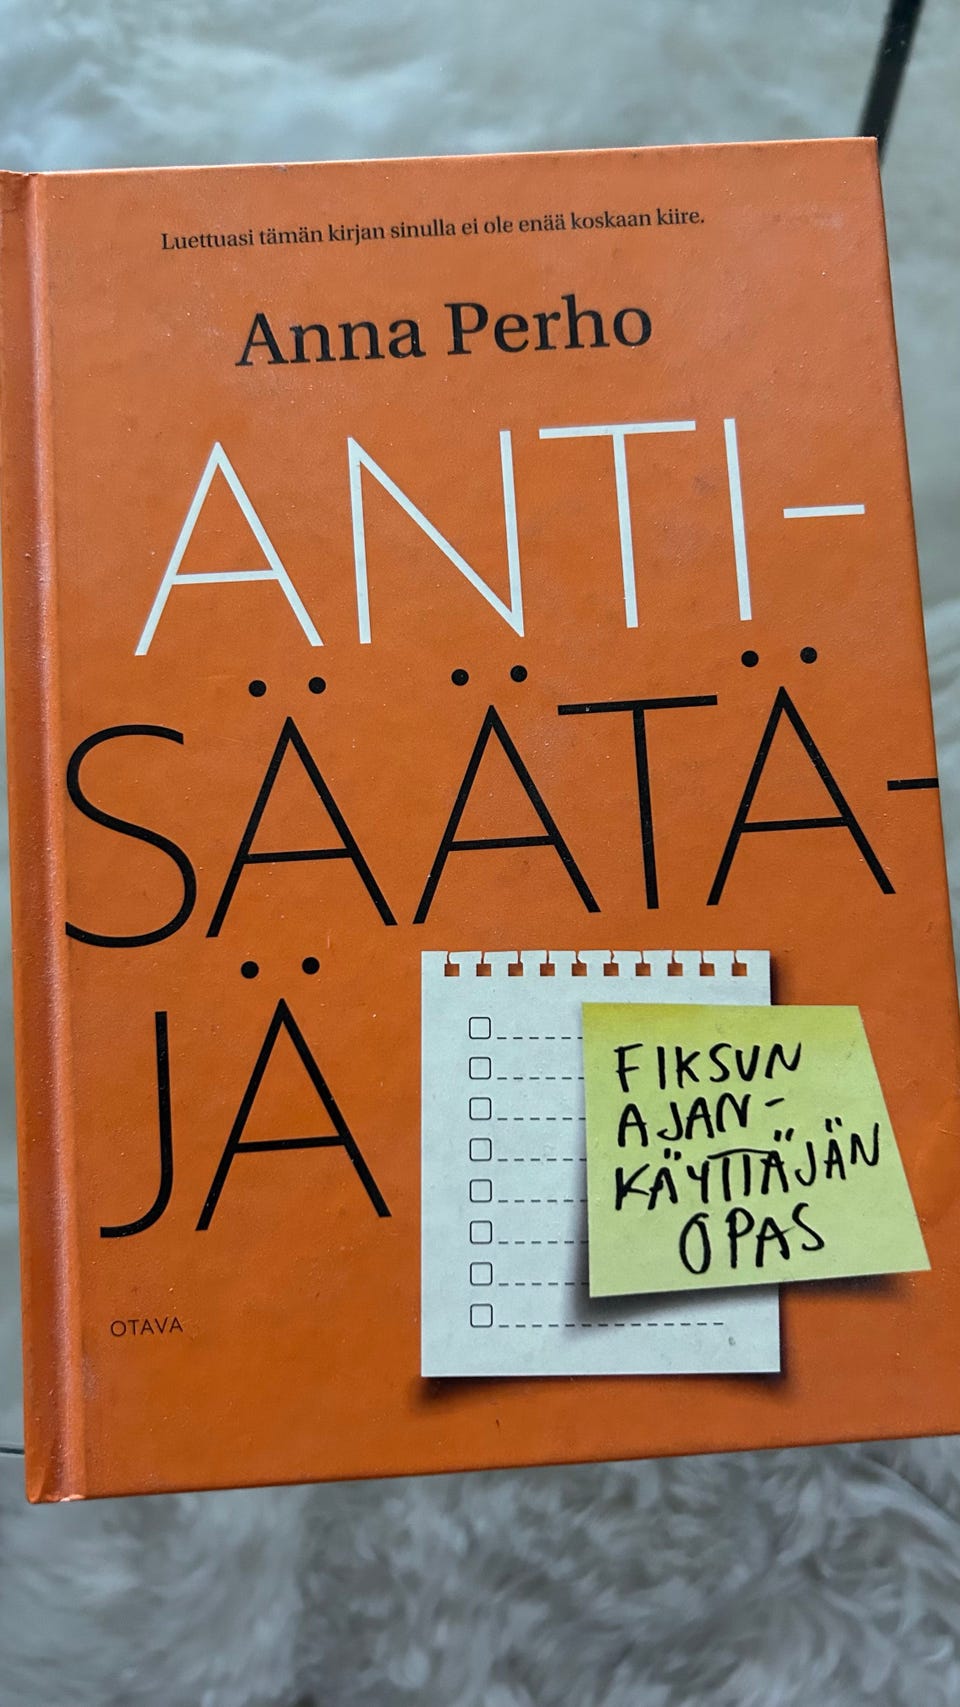 Luettuasi tämän kirjan sinulla ei ole enää koskaan kiire.
Anna Perho
ANTI-
SÄÄTÄ-
JÄ
FIKSUN
AJAN-
KÄYTTÄJÄN
OPAS
OTAVA